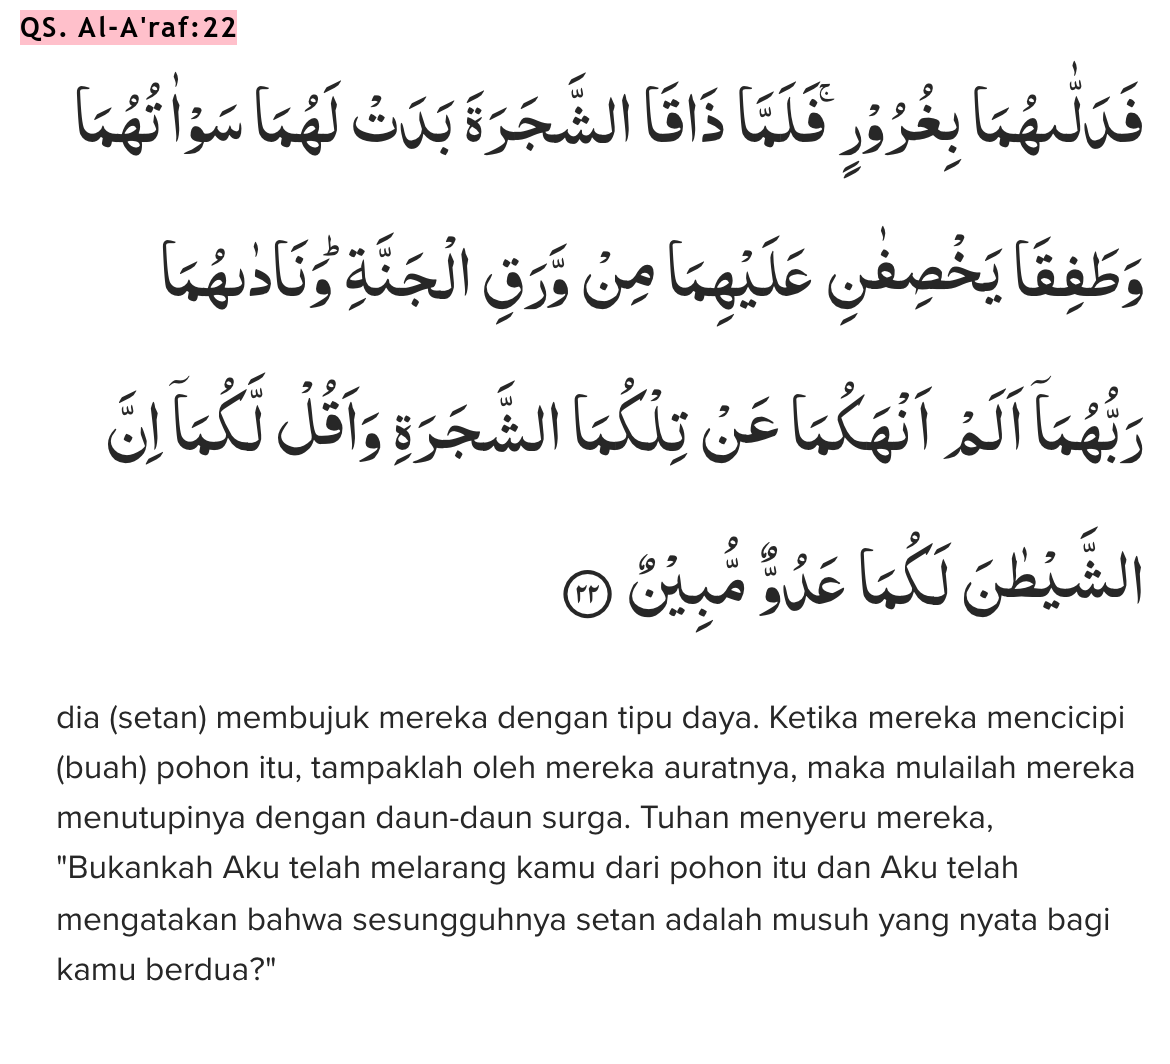 QS. Al-A'raf:22
فَدَلّٰىهُمَا بِغُرُوْرٍۚ فَلَمَّا ذَاقَا الشَّجَرَةَ بَدَتْ لَهُمَا سَوْاٰتُهُمَا
وَطَفِقَا يَخْصِفٰنِ عَلَيْهِمَا مِنْ وَّرَقِ الْجَنَّةِۗ وَنَادٰىهُمَا
رَبُّهُمَآ اَلَمْ اَنْهَكُمَا عَنْ تِلْكُمَا الشَّجَرَةِ وَاَقُلْ لَّكُمَآ اِنَّ
الشَّيْطٰنَ لَكُمَا عَدُوٌّ مُّبِيْنٌ ٢٢
dia (setan) membujuk mereka dengan tipu daya. Ketika mereka mencicipi
(buah) pohon itu, tampaklah oleh mereka auratnya, maka mulailah mereka
menutupinya dengan daun-daun surga. Tuhan menyeru mereka,
"Bukankah Aku telah melarang kamu dari pohon itu dan Aku telah
mengatakan bahwa sesungguhnya setan adalah musuh yang nyata bagi
kamu berdua?"